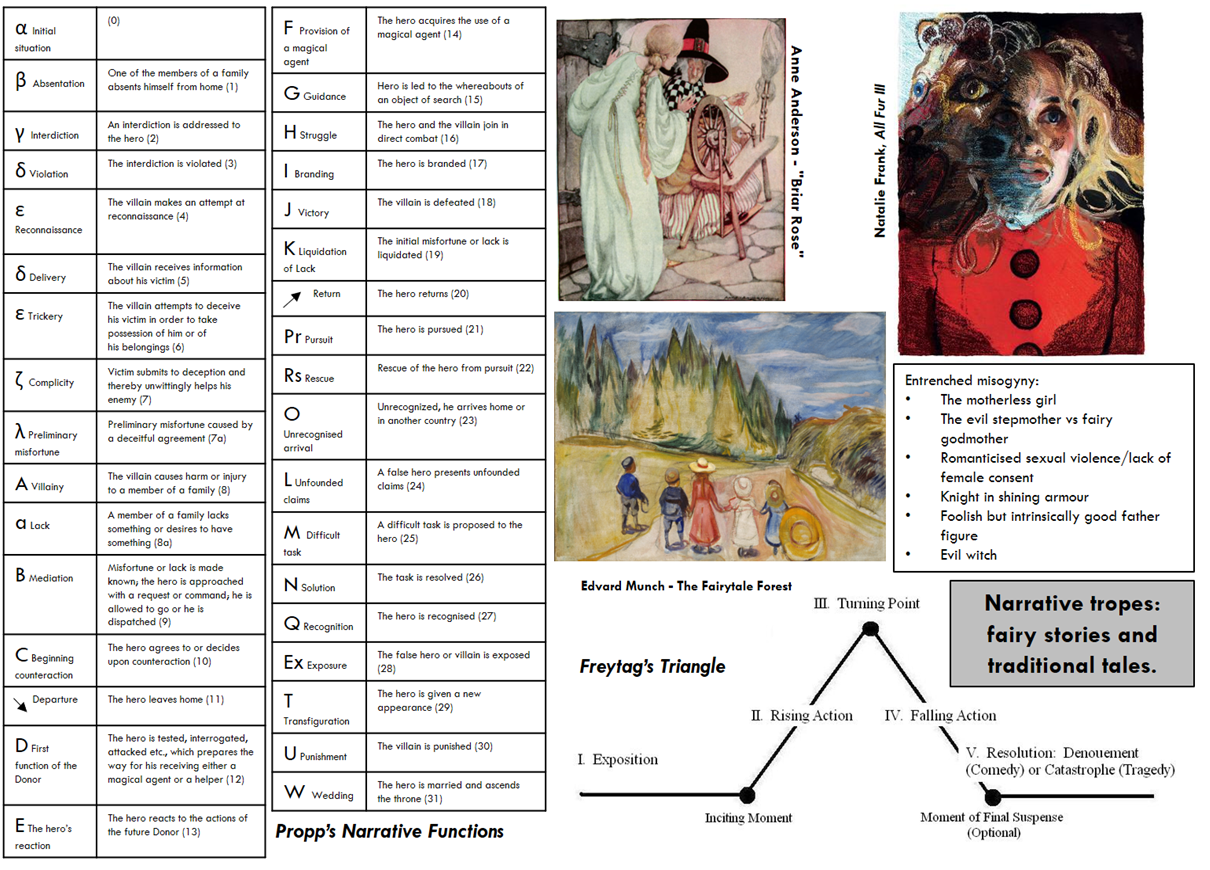 α Initial
situation
(0)
β Absentation
One of the members of a family
absents himself from home (1)
γ Interdiction
An interdiction is addressed to
the hero (2)
δ Violation
The interdiction is violated (3)
ε
Reconnaissance
The villain makes an attempt at
reconnaissance (4)
δ Delivery
The villain receives information
about his victim (5)
ε Trickery
The villain attempts to deceive
his victim in order to take
possession of him or of
his belongings (6)
ζ Complicity
Victim submits to deception and
thereby unwittingly helps his
enemy (7)
λ Preliminary
misfortune
Preliminary misfortune caused by
a deceitful agreement (7a)
A Villainy
The villain causes harm or injury
to a member of a family (8)
a Lack
A member of a family lacks
something or desires to have
something (8a)
B Mediation
Misfortune or lack is made
known; the hero is approached
with a request or command; he is
allowed to go or he is
dispatched (9)
C Beginning
counteraction
The hero agrees to or decides
upon counteraction (10)
↘ Departure
The hero leaves home (11)
D First
function of the
Donor
The hero is tested, interrogated,
attacked etc., which prepares the
way for his receiving either a
magical agent or a helper (12)
E The hero's
reaction
The hero reacts to the actions of
the future Donor (13)
F Provision of
a magical
agent
The hero acquires the use of a
magical agent (14)
G Guidance
Hero is led to the whereabouts of
an object of search (15)
H Struggle
The hero and the villain join in
direct combat (16)
I Branding
The hero is branded (17)
J Victory
The villain is defeated (18)
K Liquidation
of Lack
The initial misfortune or lack is
liquidated (19)
↗ Return
The hero returns (20)
Pr Pursuit
The hero is pursued (21)
Rs Rescue
Rescue of the hero from pursuit (22)
O
Unrecognised
arrival
Unrecognized, he arrives home or
in another country (23)
L Unfounded
claims
A false hero presents unfounded
claims (24)
M Difficult
task
A difficult task is proposed to the
hero (25)
N Solution
The task is resolved (26)
Q Recognition
The hero is recognised (27)
Ex Exposure
The false hero or villain is exposed
(28)
T
Transfiguration
The hero is given a new
appearance (29)
U Punishment
The villain is punished (30)
W Wedding
The hero is married and ascends
the throne (31)
Propp's Narrative Functions
Anne Anderson - "Briar Rose"
Natalie Frank, All Fur III
Edvard Munch - The Fairytale Forest
Entrenched misogyny:
• The motherless girl
• The evil stepmother vs fairy
godmother
• Romanticised sexual violence/lack of
female consent
• Knight in shining armour
• Foolish but intrinsically good father
figure
• Evil witch
Narrative tropes:
fairy stories and
traditional tales.
Freytag's Triangle
III. Turning Point
II. Rising Action
IV. Falling Action
I. Exposition
V. Resolution: Denouement
(Comedy) or Catastrophe (Tragedy)
Inciting Moment
Moment of Final Suspense
(Optional)